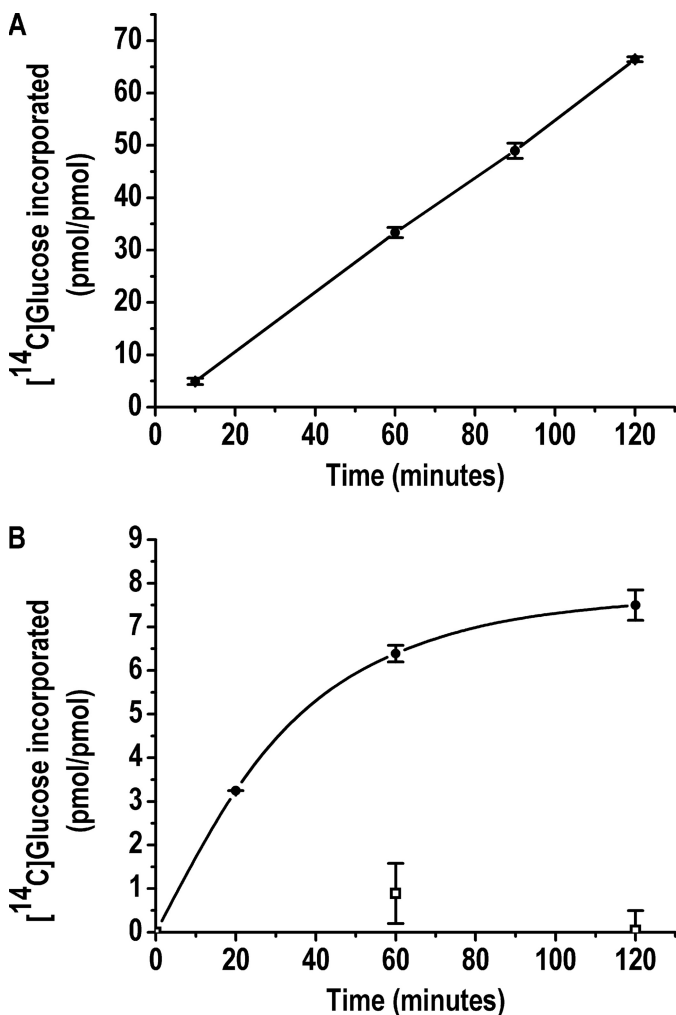 A
[¹⁴C]Glucose incorporated
(pmol/pmol)
70
60
50
40
30
20
10
0
0 20 40 60 80 100 120
Time (minutes)
B
[¹⁴C]Glucose incorporated
(pmol/pmol)
9
8
7
6
5
4
3
2
1
0
0 20 40 60 80 100 120
Time (minutes)